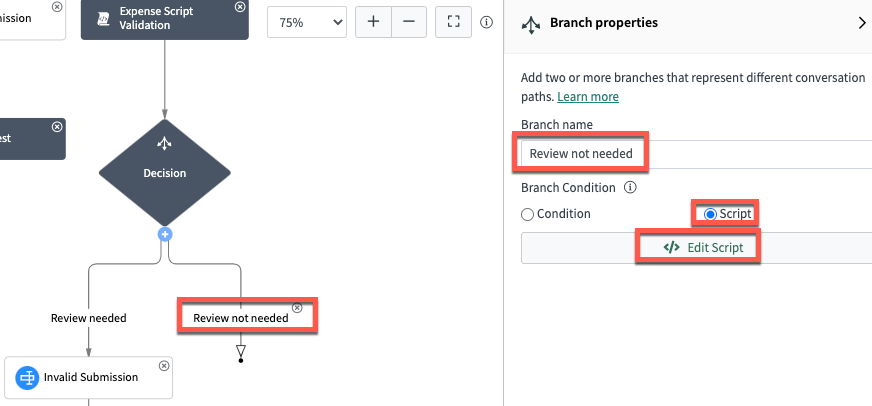 ission
Expense Script
Validation
75%
est
Decision
Review needed
Review not needed
Invalid Submission
Branch properties
Add two or more branches that represent different conversation
paths. Learn more
Branch name
Review not needed
Branch Condition
Condition
Script
</> Edit Script